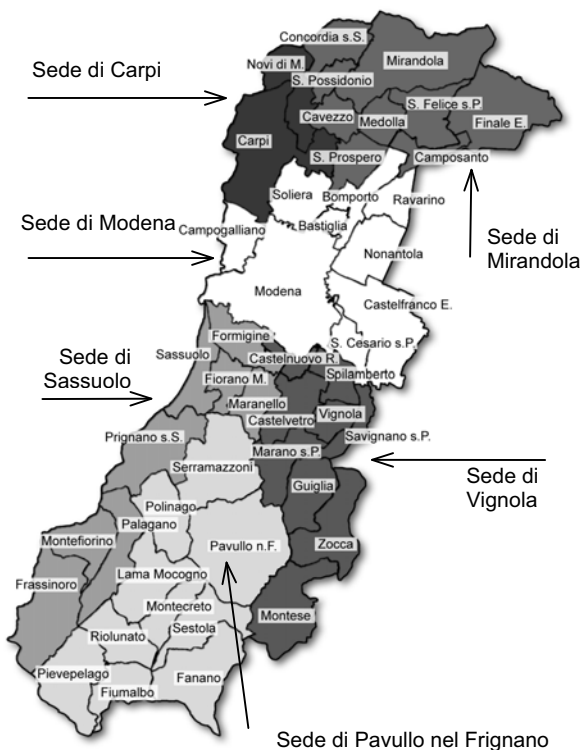 Concordia s.S.
Mirandola
Novi di M.
S. Possidonio
Sede di Carpi
S. Felice s.P.
Cavezzo
Medolla
Finale E.
Carpi
S. Prospero
Camposanto
Soliera
Bomporto
Ravarino
Sede di Modena
Bastiglia
Campogalliano
Sede di
Mirandola
Nonantola
Modena
Castelfranco E.
Formigine
S. Cesario s.P.
Sede di
Sassuolo
Sassuolo
Castelnuovo R.
Spilamberto
Fiorano M.
Maranello
Vignola
Castelvetro
Prignano s.S.
Savignano s.P.
Marano s.P.
Serramazzoni
Sede di
Vignola
Guiglia
Polinago
Palagano
Montefiorino
Pavullo n.F.
Zocca
Lama Mocogno
Frassinoro
Montecreto
Montese
Sestola
Riolunato
Pievepelago
Fanano
Fiumalbo
Sede di Pavullo nel Frignano